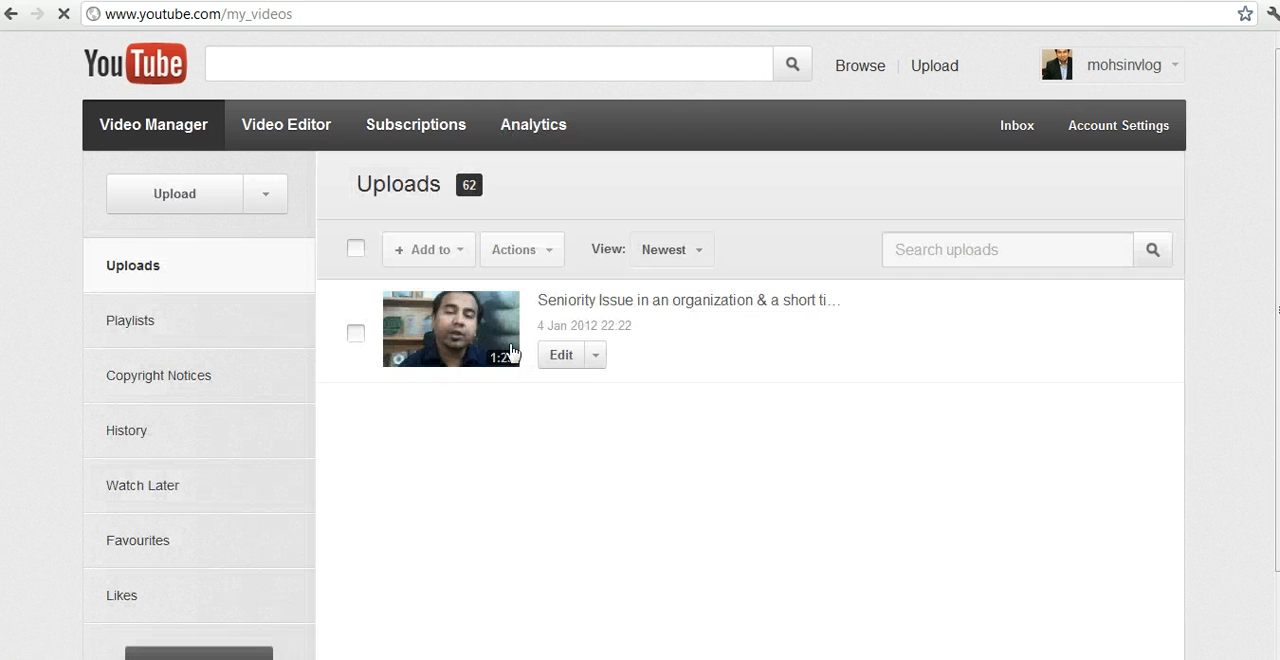 www.youtube.com/my_videos
YouTube
Browse
Upload
mohsinvlog
Video Manager
Video Editor
Subscriptions
Analytics
Inbox
Account Settings
Upload
Uploads 62
+ Add to
Actions
View:
Newest
Search uploads
Uploads
Playlists
Copyright Notices
History
Watch Later
Favourites
Likes
Seniority Issue in an organization & a short ti...
4 Jan 2012 22:22
Edit